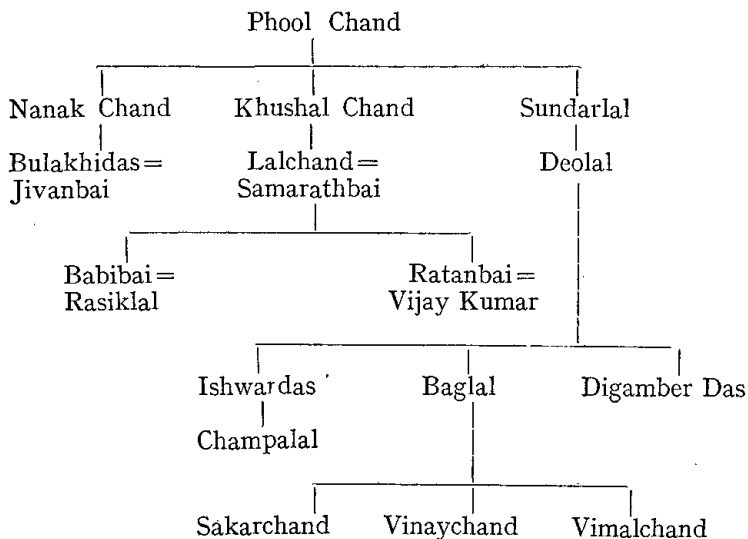 Phool Chand
Nanak Chand Khushal Chand Sundarlal
Bulakhidas= Lalchand= Deolal
Jivanbai Samarathbai
Babibai= Ratanbai=
Rasiklal Vijay Kumar
Ishwardas Baglal Digamber Das
Champalal
Sakarchand Vinaychand Vimalchand